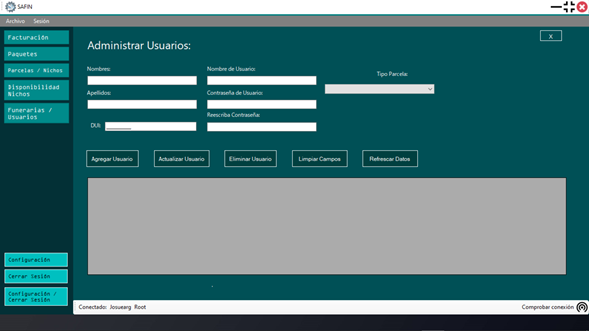 SAFIN
Archivo Sesión
Facturación
Paquetes
Parcelas / Nichos
Disponibilidad
Nichos
Funerarias /
Usuarios
Configuración
Cerrar Sesión
Configuración /
Cerrar Sesión
X
Administrar Usuarios:
Nombres:
Nombre de Usuario:
Tipo Parcela:
Apellidos:
Contraseña de Usuario:
Reescriba Contraseña:
DUI:
Agregar Usuario
Actualizar Usuario
Eliminar Usuario
Limpiar Campos
Refrescar Datos
Conectado: Josuearg Root
Comprobar conexión